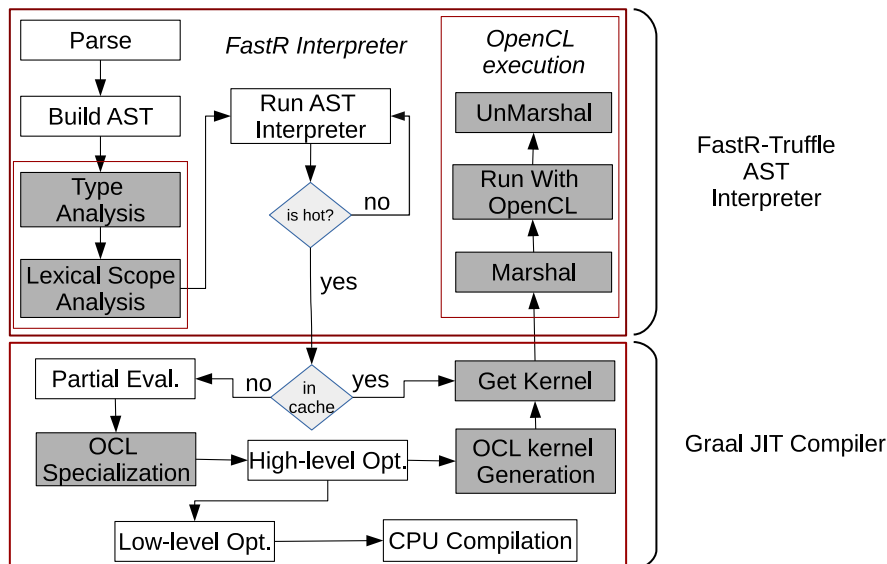 Parse
Build AST
Type
Analysis
Lexical Scope
Analysis
FastR Interpreter
Run AST
Interpreter
is hot?
no
yes
OpenCL
execution
UnMarshal
Run With
OpenCL
Marshal
FastR-Truffle
AST
Interpreter
Partial Eval.
no
in
cache
yes
Get Kernel
OCL
Specialization
High-level Opt.
OCL kernel
Generation
Low-level Opt.
CPU Compilation
Graal JIT Compiler